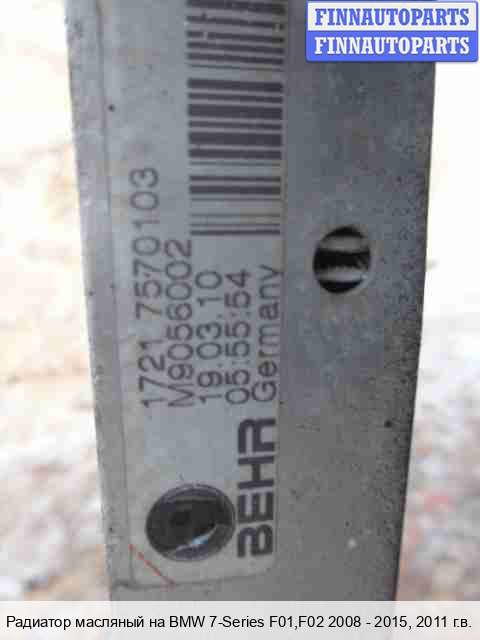 FINNAUTOPARTS
FINNAUTOPARTS
1721 7570103
M9056002
19.03.10
05:55:54
Germany
BEHR
Радиатор масляный на BMW 7-Series F01,F02 2008 - 2015, 2011 г.в.